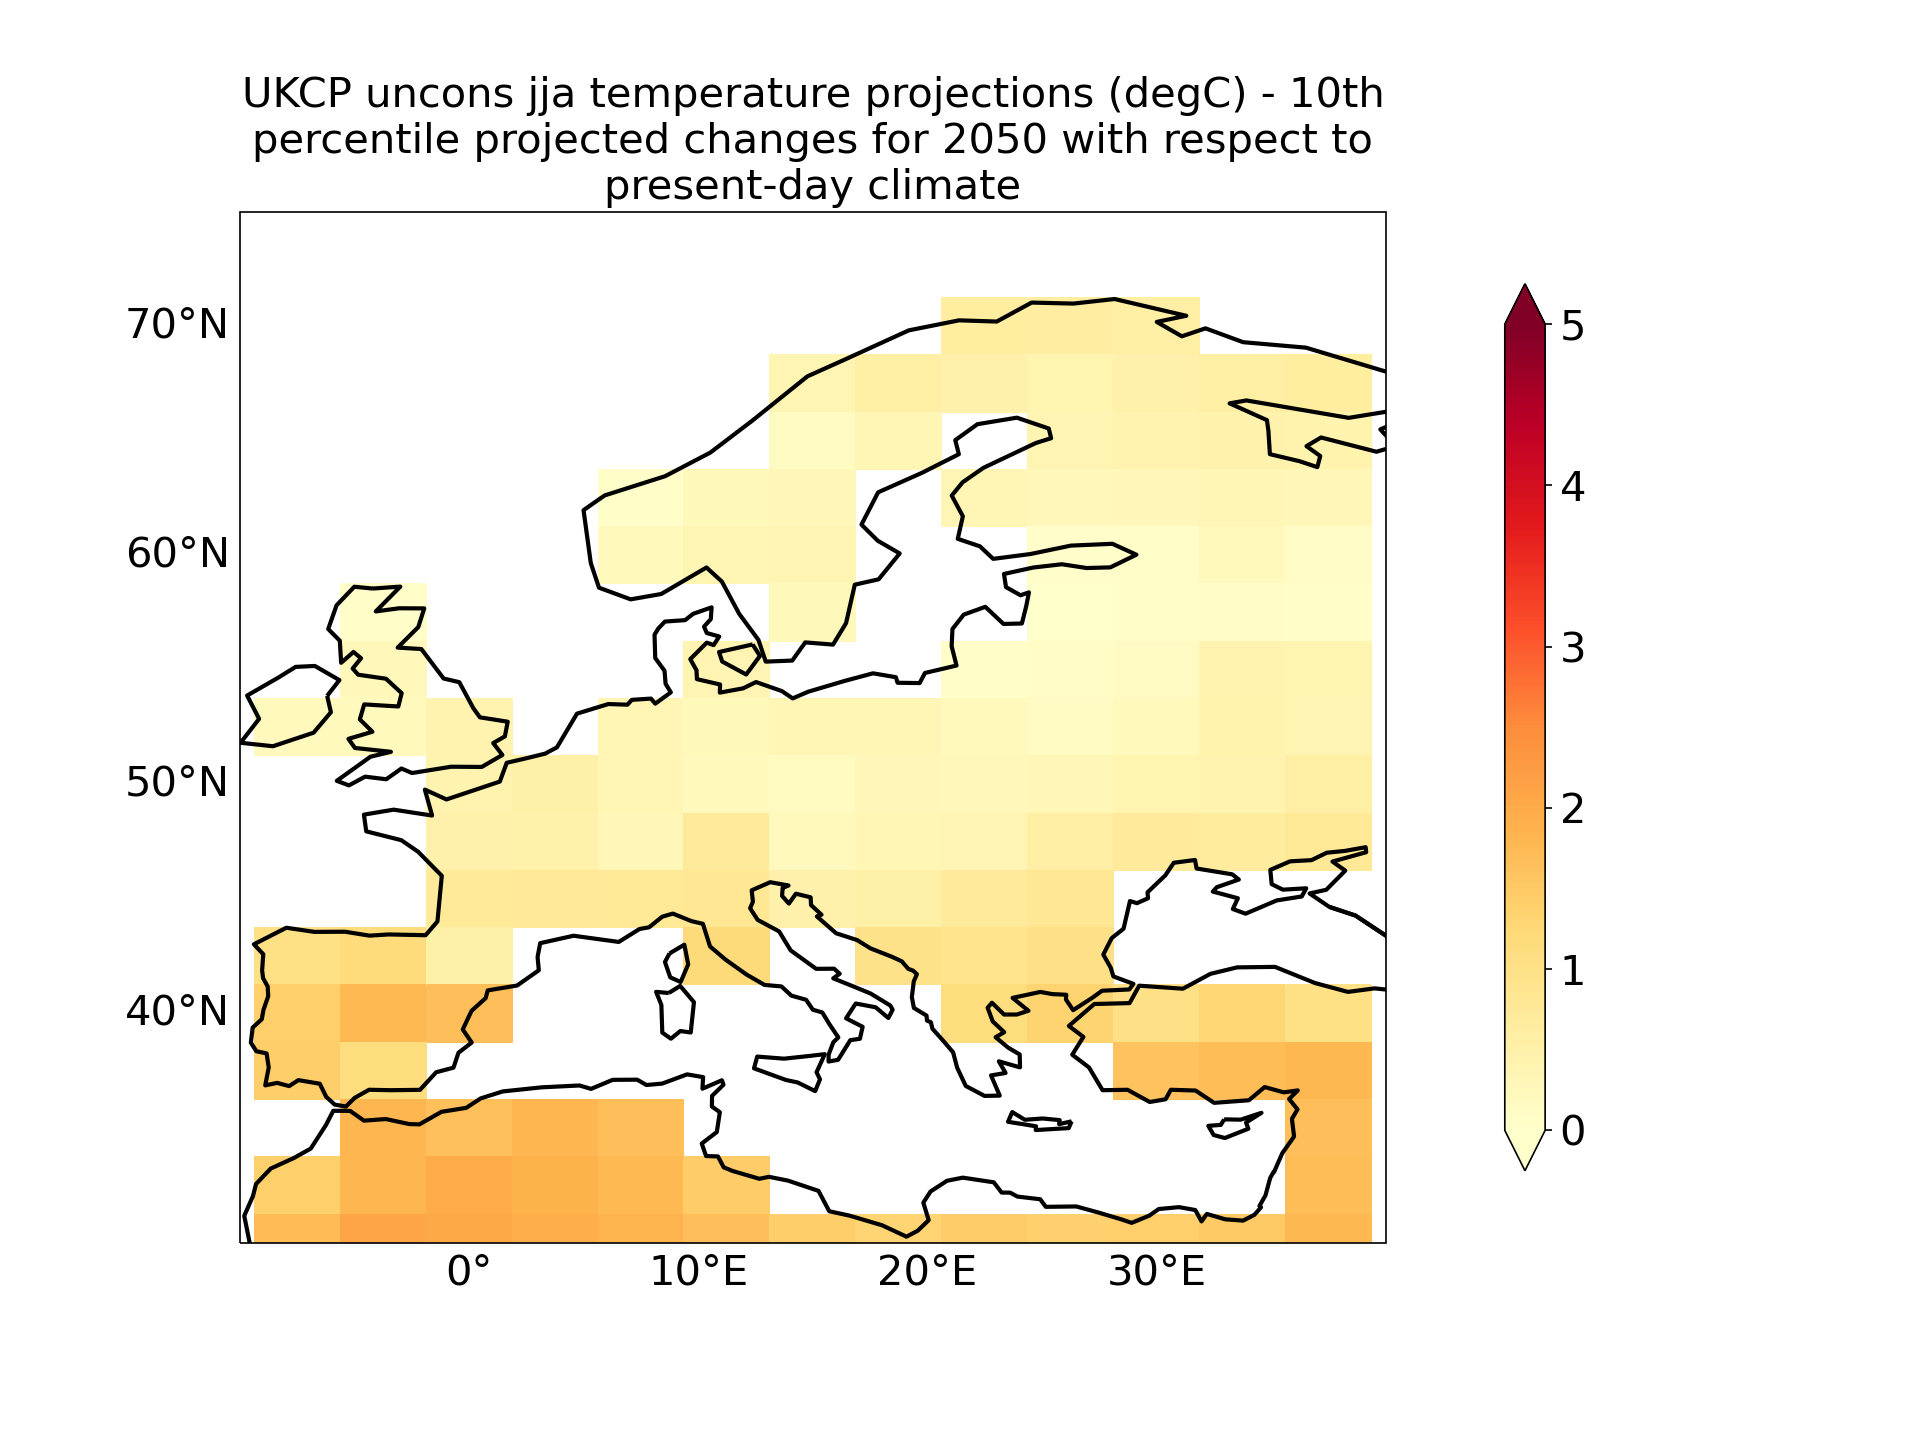 UKCP uncons jja temperature projections (degC) - 10th
percentile projected changes for 2050 with respect to
present-day climate
70°N
60°N
50°N
40°N
0°
10°E
20°E
30°E
5
4
3
2
1
0